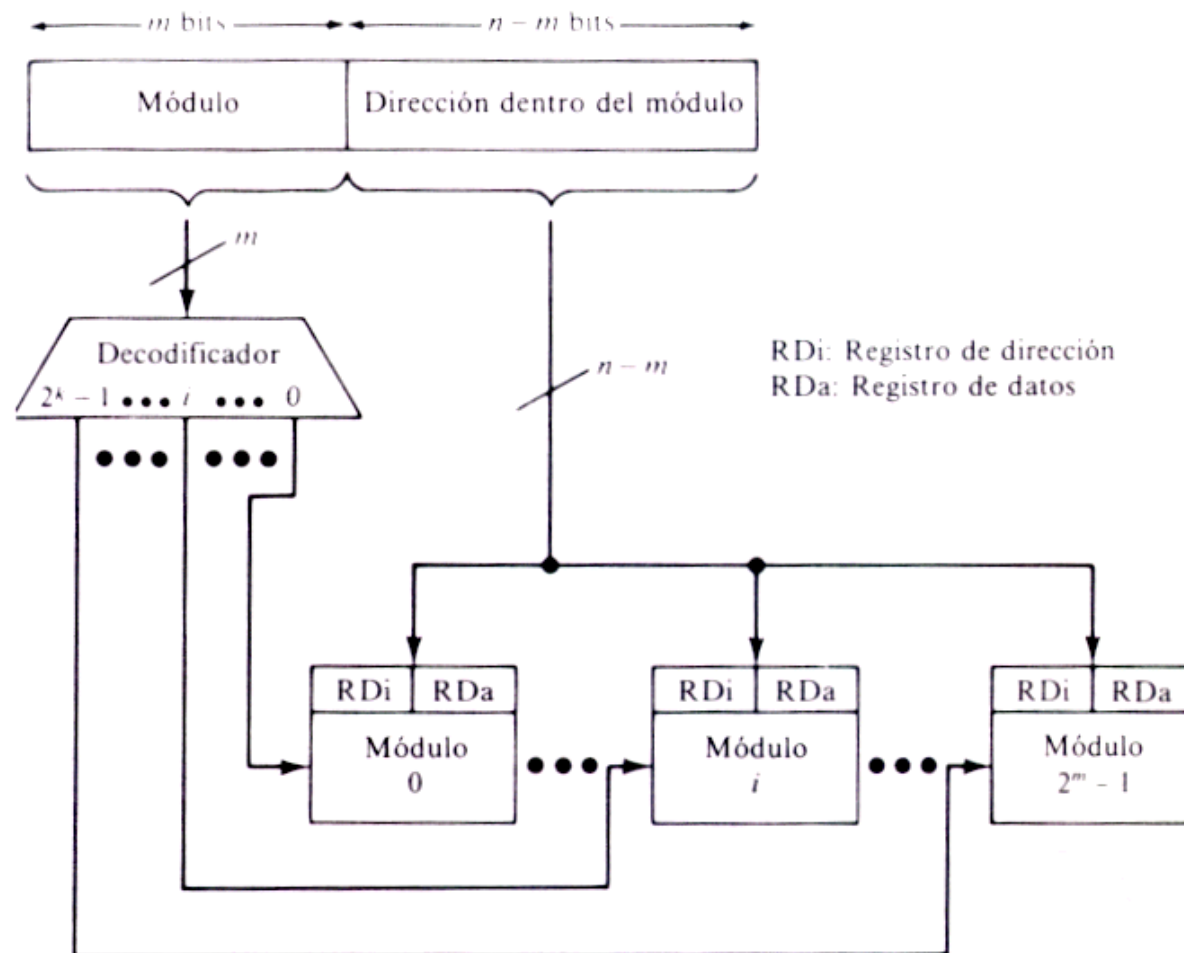 m bits n – m bits
Módulo Dirección dentro del módulo
m
Decodificador
2ᵏ – 1 ••• i ••• 0
n – m
RDi: Registro de dirección
RDa: Registro de datos
RDi RDa RDi RDa RDi RDa
Módulo Módulo Módulo
0 i 2ᵐ – 1